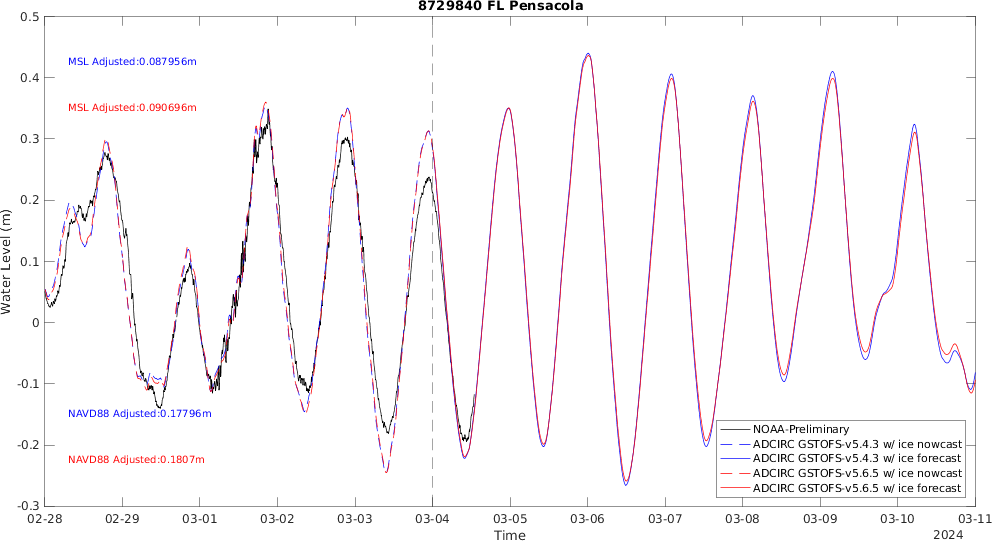 8729840 FL Pensacola
0.5
0.4
0.3
0.2
0.1
0
-0.1
-0.2
-0.3
Water Level (m)
MSL Adjusted:0.087956m
MSL Adjusted:0.090696m
NAVD88 Adjusted:0.17796m
NAVD88 Adjusted:0.1807m
NOAA-Preliminary
ADCIRC GSTOFS-v5.4.3 w/ ice nowcast
ADCIRC GSTOFS-v5.4.3 w/ ice forecast
ADCIRC GSTOFS-v5.6.5 w/ ice nowcast
ADCIRC GSTOFS-v5.6.5 w/ ice forecast
02-28 02-29 03-01 03-02 03-03 03-04 03-05 03-06 03-07 03-08 03-09 03-10 03-11
Time
2024